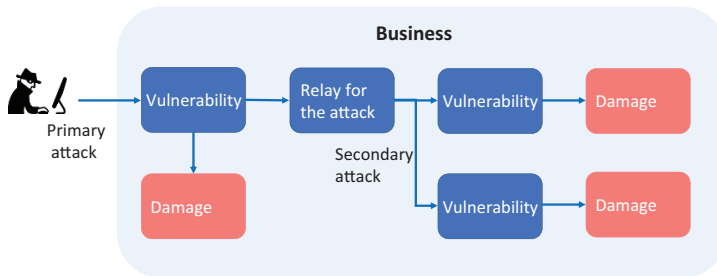 Business
Vulnerability
Relay for
the attack
Vulnerability
Damage
Primary
attack
Secondary
attack
Damage
Vulnerability
Damage